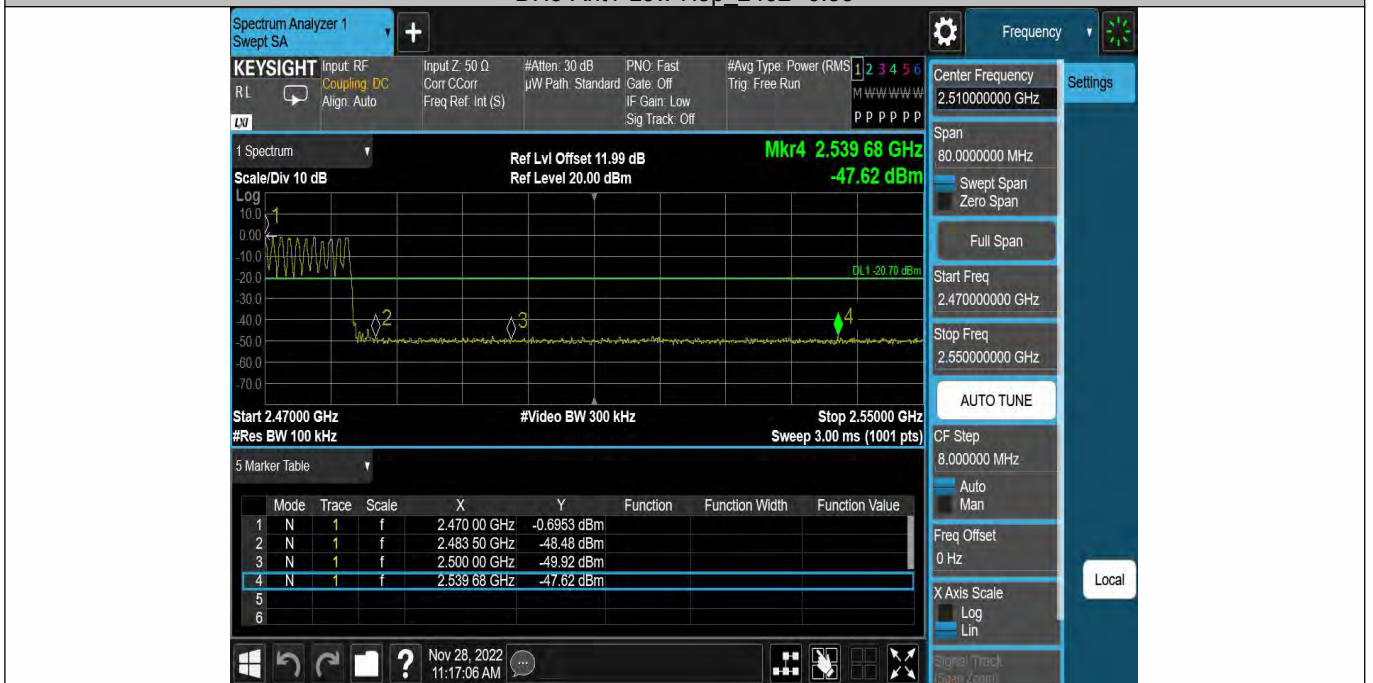 Spectrum Analyzer 1
Swept SA
+
Frequency
KEYSIGHT
RL
LXI
Input: RF
Coupling: DC
Align: Auto
Input Z: 50 Ω
Corr CCorr
Freq Ref: Int (S)
#Atten: 30 dB
µW Path: Standard
PNO: Fast
Gate: Off
IF Gain: Low
Sig Track: Off
#Avg Type: Power (RMS
Trig: Free Run
1 2 3 4 5 6
M W W W W W
P P P P P P
Center Frequency
2.510000000 GHz
Settings
Span
80.0000000 MHz
Swept Span
Zero Span
Full Span
Start Freq
2.470000000 GHz
Stop Freq
2.550000000 GHz
AUTO TUNE
CF Step
8.000000 MHz
Auto
Man
Freq Offset
0 Hz
X Axis Scale
Log
Lin
Signal Track
(Span Zoom)
Local
1 Spectrum
Scale/Div 10 dB
Ref Lvl Offset 11.99 dB
Ref Level 20.00 dBm
Mkr4 2.539 68 GHz
-47.62 dBm
Log
10.0
0.00
-10.0
-20.0
-30.0
-40.0
-50.0
-60.0
-70.0
1
2
3
4
DL1 -20.70 dBm
Start 2.47000 GHz
#Res BW 100 kHz
#Video BW 300 kHz
Stop 2.55000 GHz
Sweep 3.00 ms (1001 pts)
5 Marker Table
Mode Trace Scale X Y Function Function Width Function Value
1 N 1 f 2.470 00 GHz -0.6953 dBm
2 N 1 f 2.483 50 GHz -48.48 dBm
3 N 1 f 2.500 00 GHz -49.92 dBm
4 N 1 f 2.539 68 GHz -47.62 dBm
5
6
?
Nov 28, 2022
11:17:06 AM